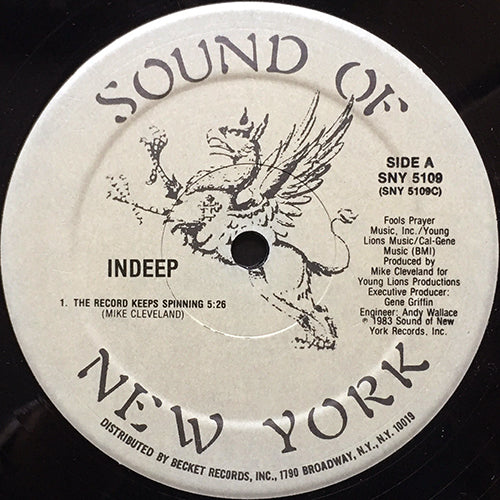 SOUND OF
NEW YORK
SIDE A
SNY 5109
(SNY 5109C)
INDEEP
1. THE RECORD KEEPS SPINNING 5:26
(MIKE CLEVELAND)
Fools Prayer
Music, Inc./Young
Lions Music/Cal-Gene
Music (BMI)
Produced by
Mike Cleveland for
Young Lions Productions
Executive Producer:
Gene Griffin
Engineer: Andy Wallace
℗ 1983 Sound of New
York Records, Inc.
DISTRIBUTED BY BECKET RECORDS, INC., 1790 BROADWAY, N.Y., N.Y. 10019